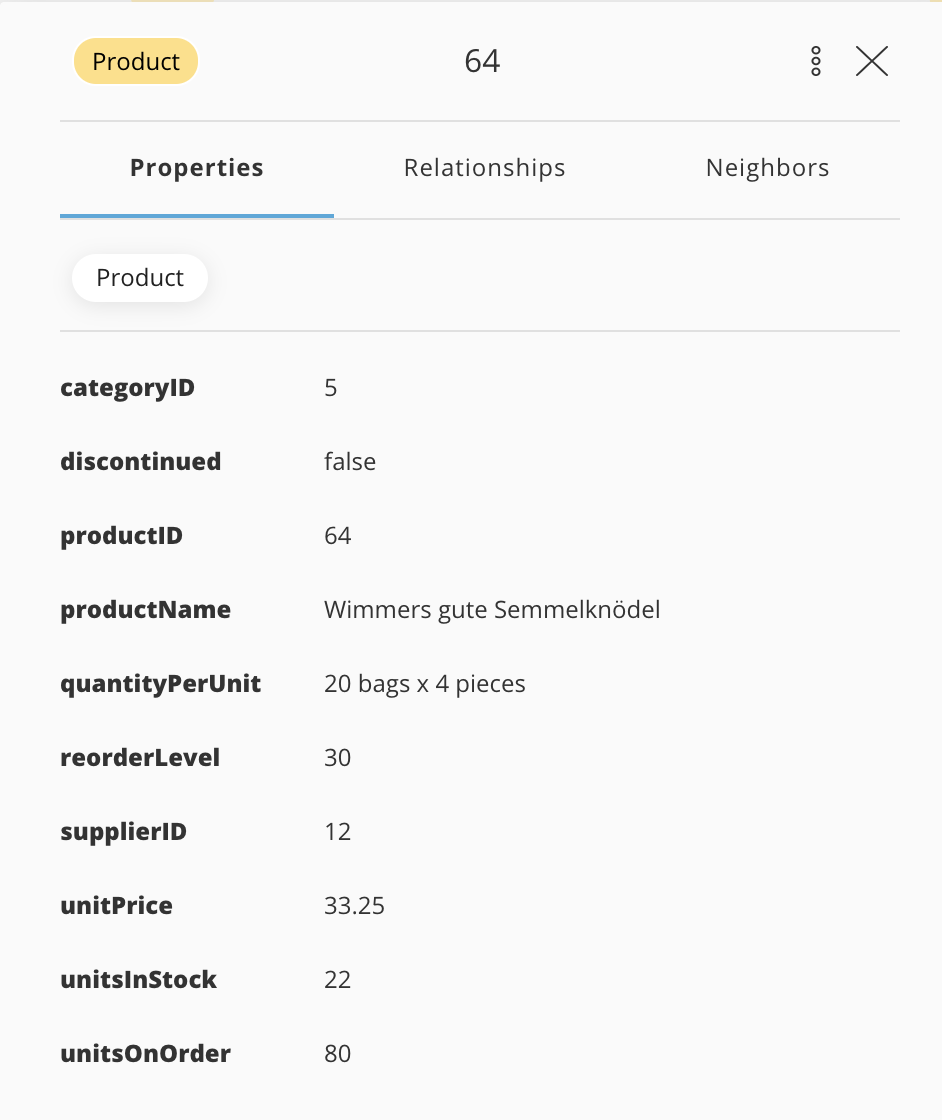 Product 64
Properties Relationships Neighbors
Product
categoryID 5
discontinued false
productID 64
productName Wimmers gute Semmelknödel
quantityPerUnit 20 bags x 4 pieces
reorderLevel 30
supplierID 12
unitPrice 33.25
unitsInStock 22
unitsOnOrder 80